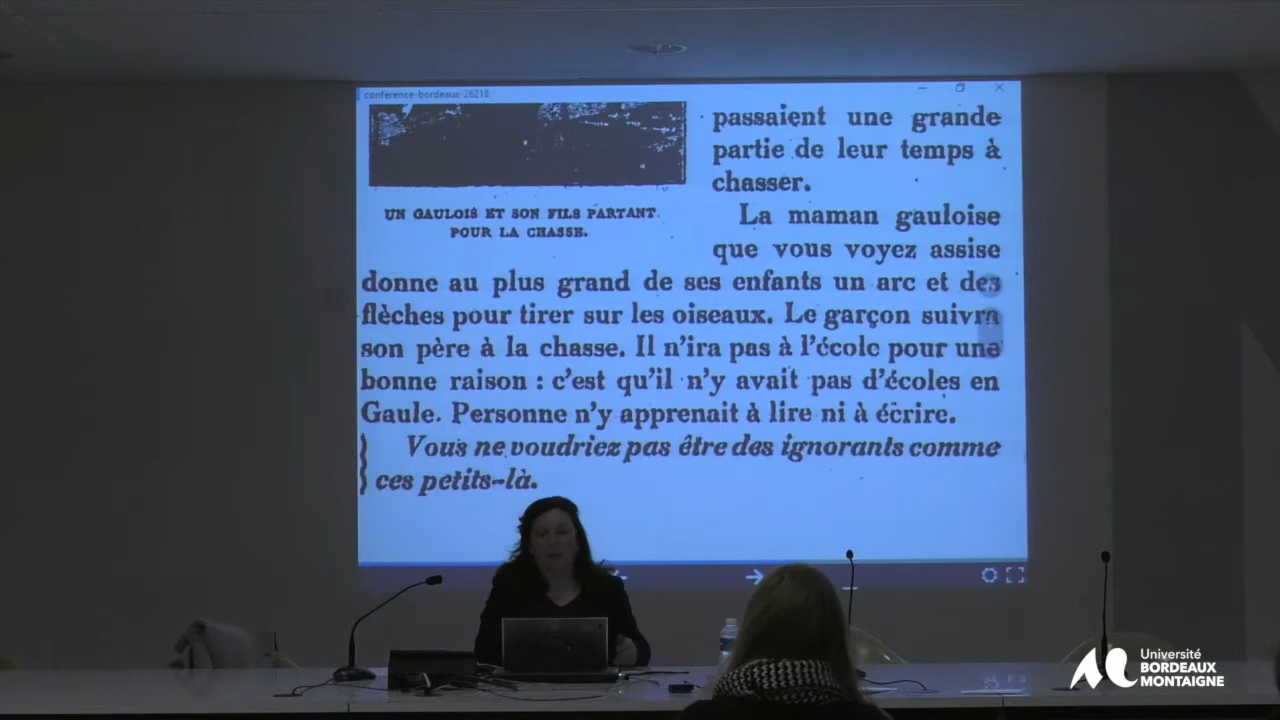 conference-bordeaux-26218
passaient une grande
partie de leur temps à
chasser.
UN GAULOIS ET SON FILS PARTANT
POUR LA CHASSE.
La maman gauloise
que vous voyez assise
donne au plus grand de ses enfants un arc et des
flèches pour tirer sur les oiseaux. Le garçon suivra
son père à la chasse. Il n'ira pas à l'école pour une
bonne raison : c'est qu'il n'y avait pas d'écoles en
Gaule. Personne n'y apprenait à lire ni à écrire.
Vous ne voudriez pas être des ignorants comme
ces petits-là.
Université
BORDEAUX
MONTAIGNE